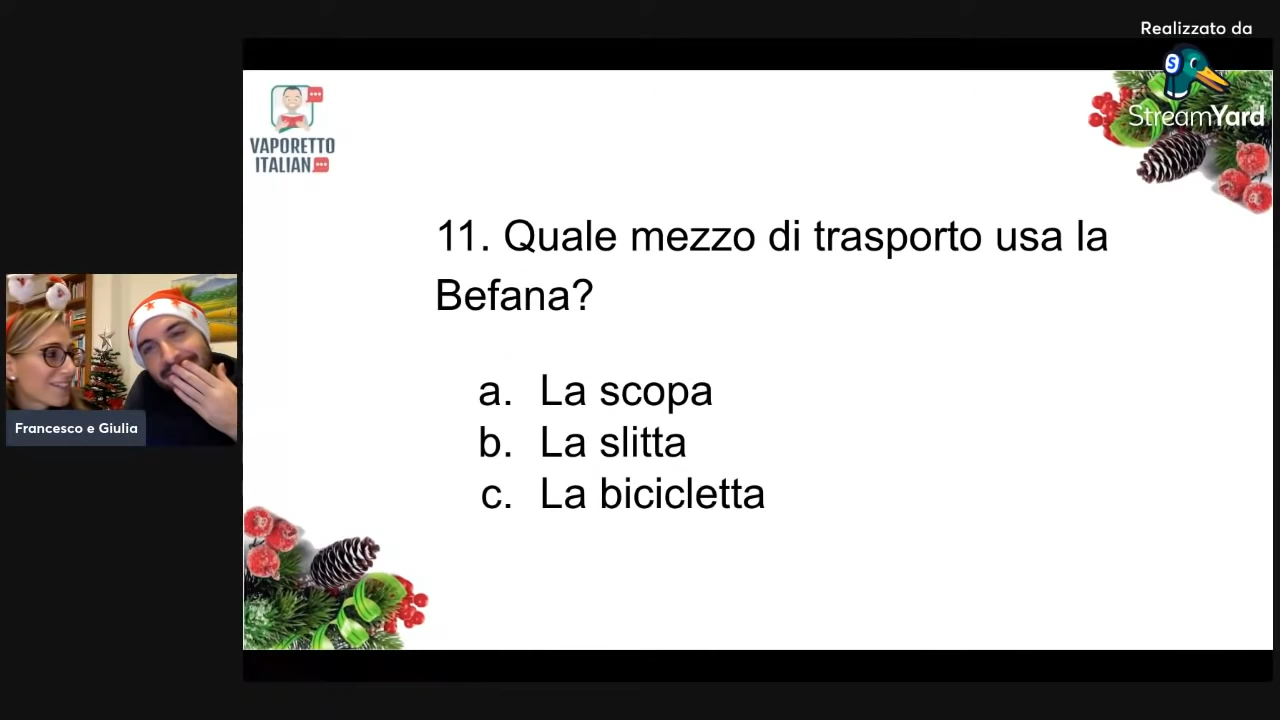 Realizzato da
StreamYard
VAPORETTO
ITALIAN
11. Quale mezzo di trasporto usa la
Befana?
a. La scopa
b. La slitta
c. La bicicletta
Francesco e Giulia